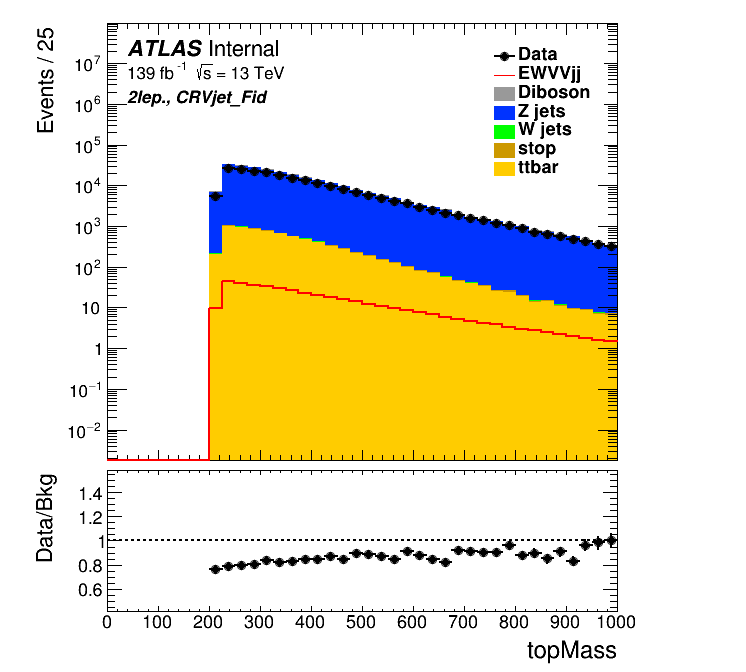 Events / 25
ATLAS Internal
139 fb⁻¹ √s = 13 TeV
2lep., CRVjet_Fid
Data
EWVVjj
Diboson
Z jets
W jets
stop
ttbar
10⁷
10⁶
10⁵
10⁴
10³
10²
10
1
10⁻¹
10⁻²
Data/Bkg
1.4
1.2
1
0.8
0.6
0 100 200 300 400 500 600 700 800 900 1000
topMass